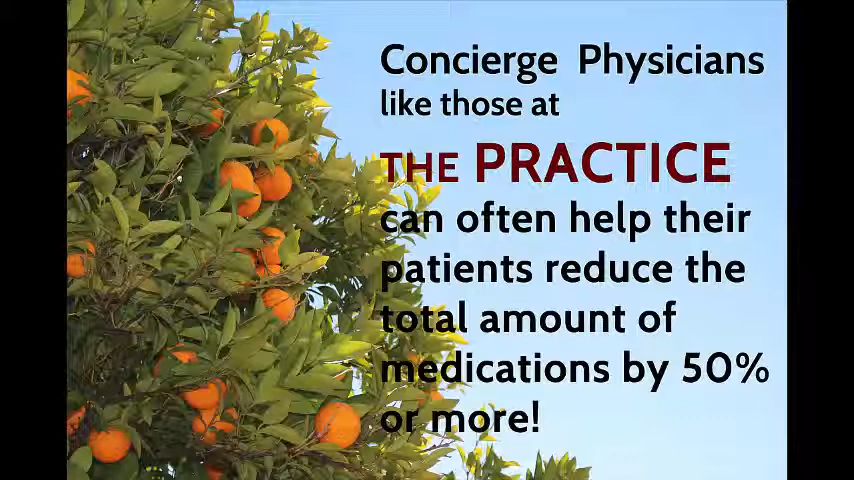 Concierge Physicians
like those at
THE PRACTICE
can often help their
patients reduce the
total amount of
medications by 50%
or more!